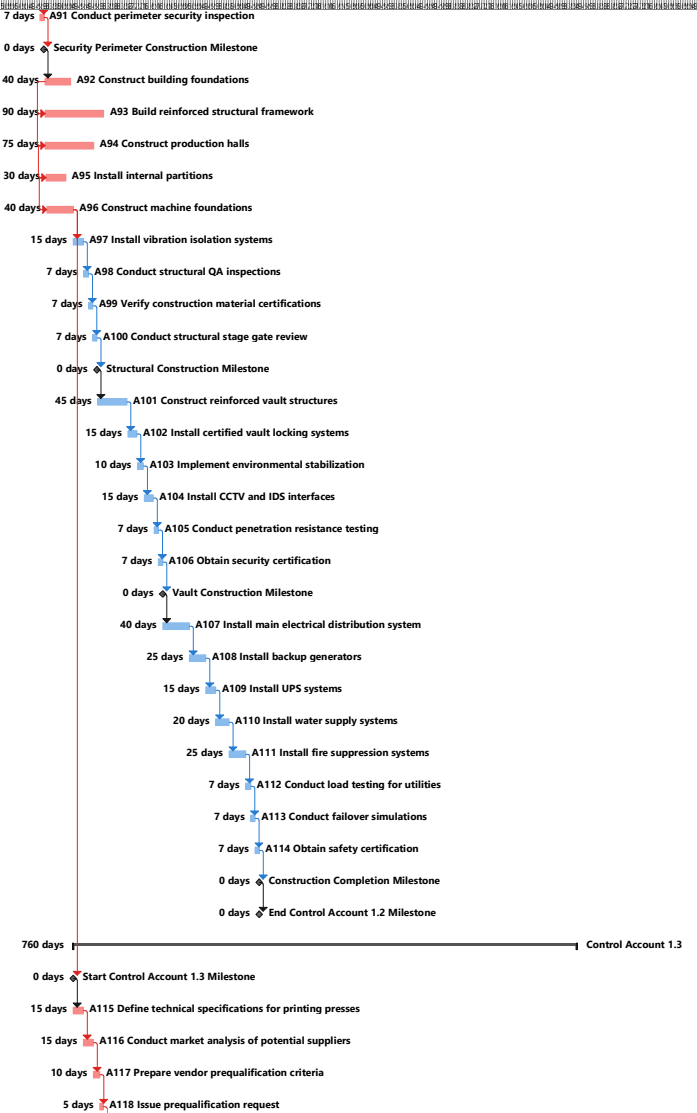 7 days A91 Conduct perimeter security inspection
0 days Security Perimeter Construction Milestone
40 days A92 Construct building foundations
90 days A93 Build reinforced structural framework
75 days A94 Construct production halls
30 days A95 Install internal partitions
40 days A96 Construct machine foundations
15 days A97 Install vibration isolation systems
7 days A98 Conduct structural QA inspections
7 days A99 Verify construction material certifications
7 days A100 Conduct structural stage gate review
0 days Structural Construction Milestone
45 days A101 Construct reinforced vault structures
15 days A102 Install certified vault locking systems
10 days A103 Implement environmental stabilization
15 days A104 Install CCTV and IDS interfaces
7 days A105 Conduct penetration resistance testing
7 days A106 Obtain security certification
0 days Vault Construction Milestone
40 days A107 Install main electrical distribution system
25 days A108 Install backup generators
15 days A109 Install UPS systems
20 days A110 Install water supply systems
25 days A111 Install fire suppression systems
7 days A112 Conduct load testing for utilities
7 days A113 Conduct failover simulations
7 days A114 Obtain safety certification
0 days Construction Completion Milestone
0 days End Control Account 1.2 Milestone
760 days Control Account 1.3
0 days Start Control Account 1.3 Milestone
15 days A115 Define technical specifications for printing presses
15 days A116 Conduct market analysis of potential suppliers
10 days A117 Prepare vendor prequalification criteria
5 days A118 Issue prequalification request